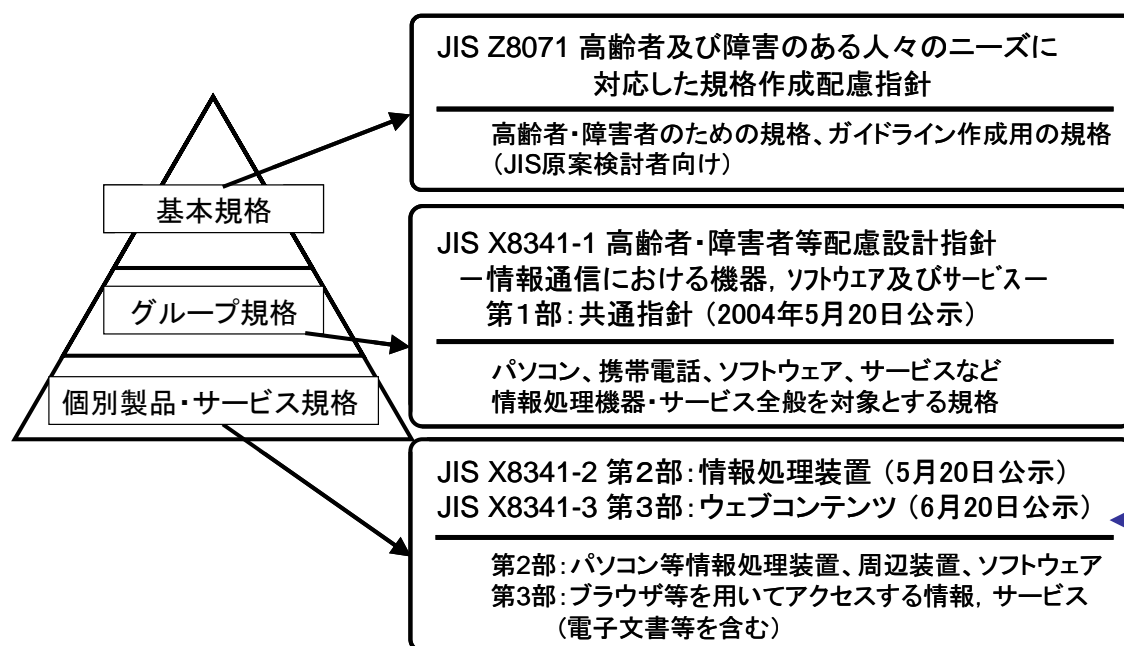 JIS Z8071 高齢者及び障害のある人々のニーズに
対応した規格作成配慮指針
高齢者・障害者のための規格、ガイドライン作成用の規格
(JIS原案検討者向け)
基本規格
JIS X8341-1 高齢者・障害者等配慮設計指針
－情報通信における機器, ソフトウエア及びサービス－
第１部：共通指針 (2004年5月20日公示)
パソコン、携帯電話、ソフトウェア、サービスなど
情報処理機器・サービス全般を対象とする規格
グループ規格
個別製品・サービス規格
JIS X8341-2 第２部：情報処理装置 (5月20日公示)
JIS X8341-3 第３部：ウェブコンテンツ (6月20日公示)
第2部：パソコン等情報処理装置、周辺装置、ソフトウェア
第3部：ブラウザ等を用いてアクセスする情報, サービス
(電子文書等を含む)